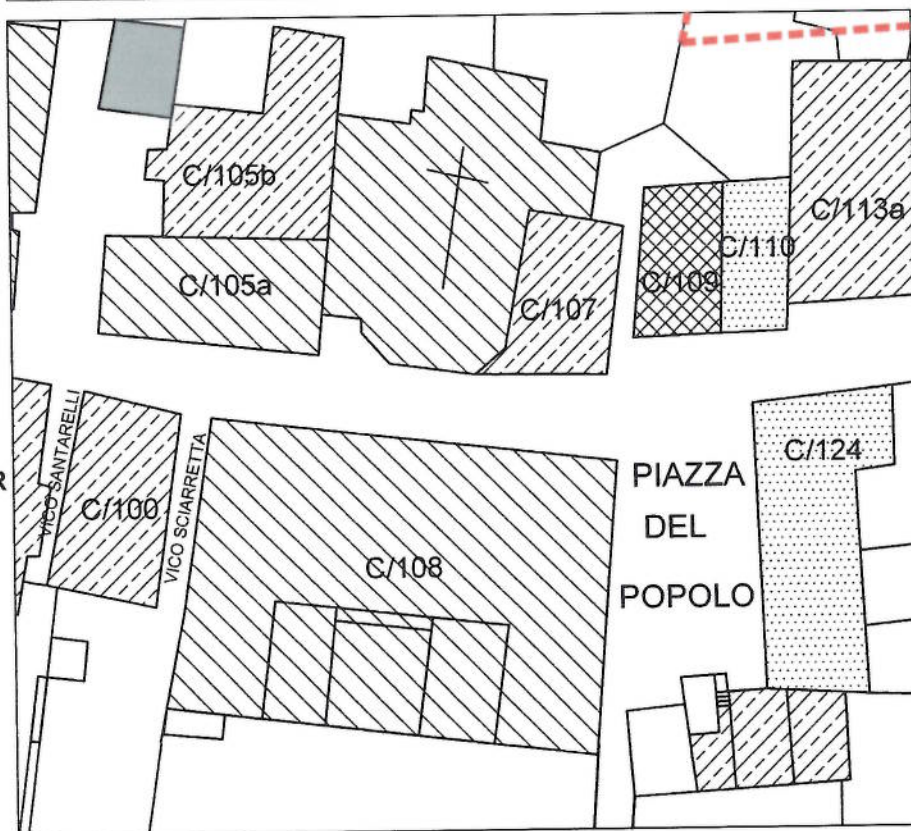 C/105b
C/113a
C/110
C/109
C/105a
C/107
C/124
R
VICO SANTARELLI
C/100
VICO SCIARRETTA
C/108
PIAZZA
DEL
POPOLO